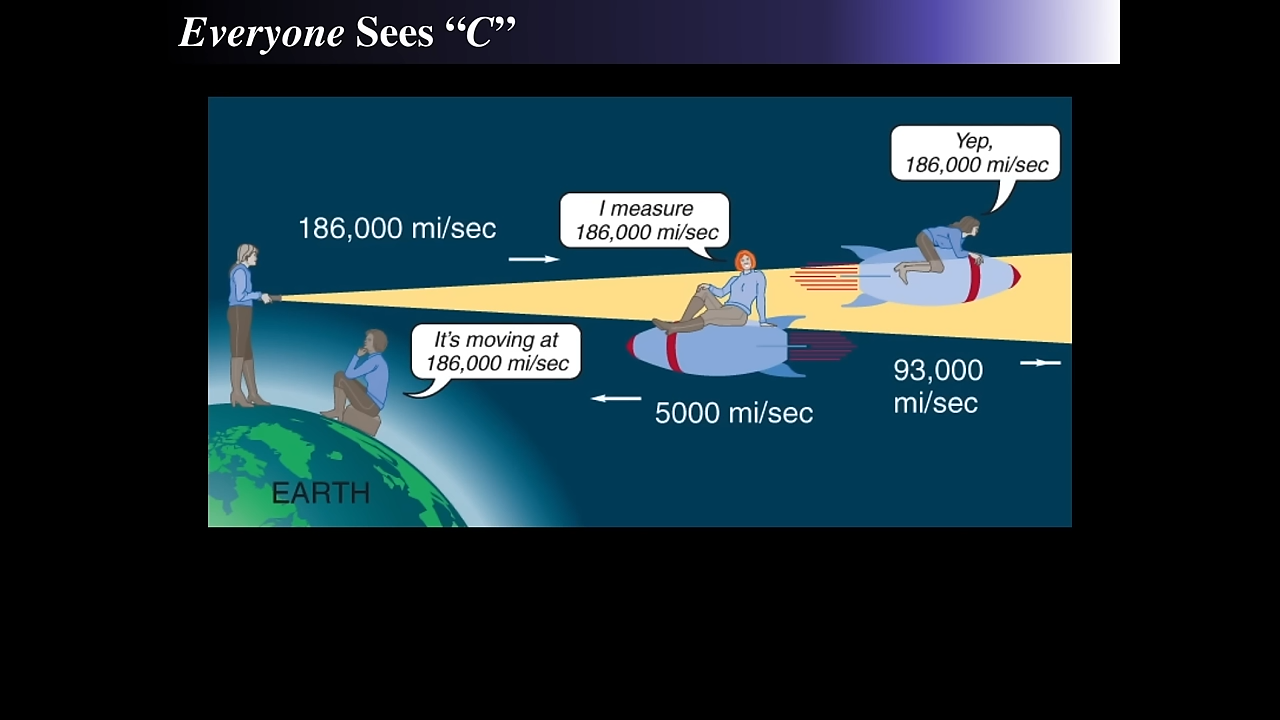 Everyone Sees “C”
Yep,
186,000 mi/sec
I measure
186,000 mi/sec
186,000 mi/sec
It’s moving at
186,000 mi/sec
93,000
mi/sec
5000 mi/sec
EARTH